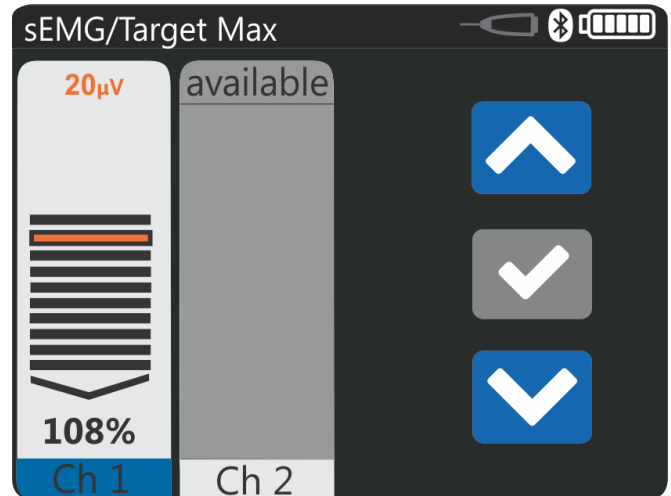 sEMG/Target Max
20µV
available
108%
Ch 1
Ch 2